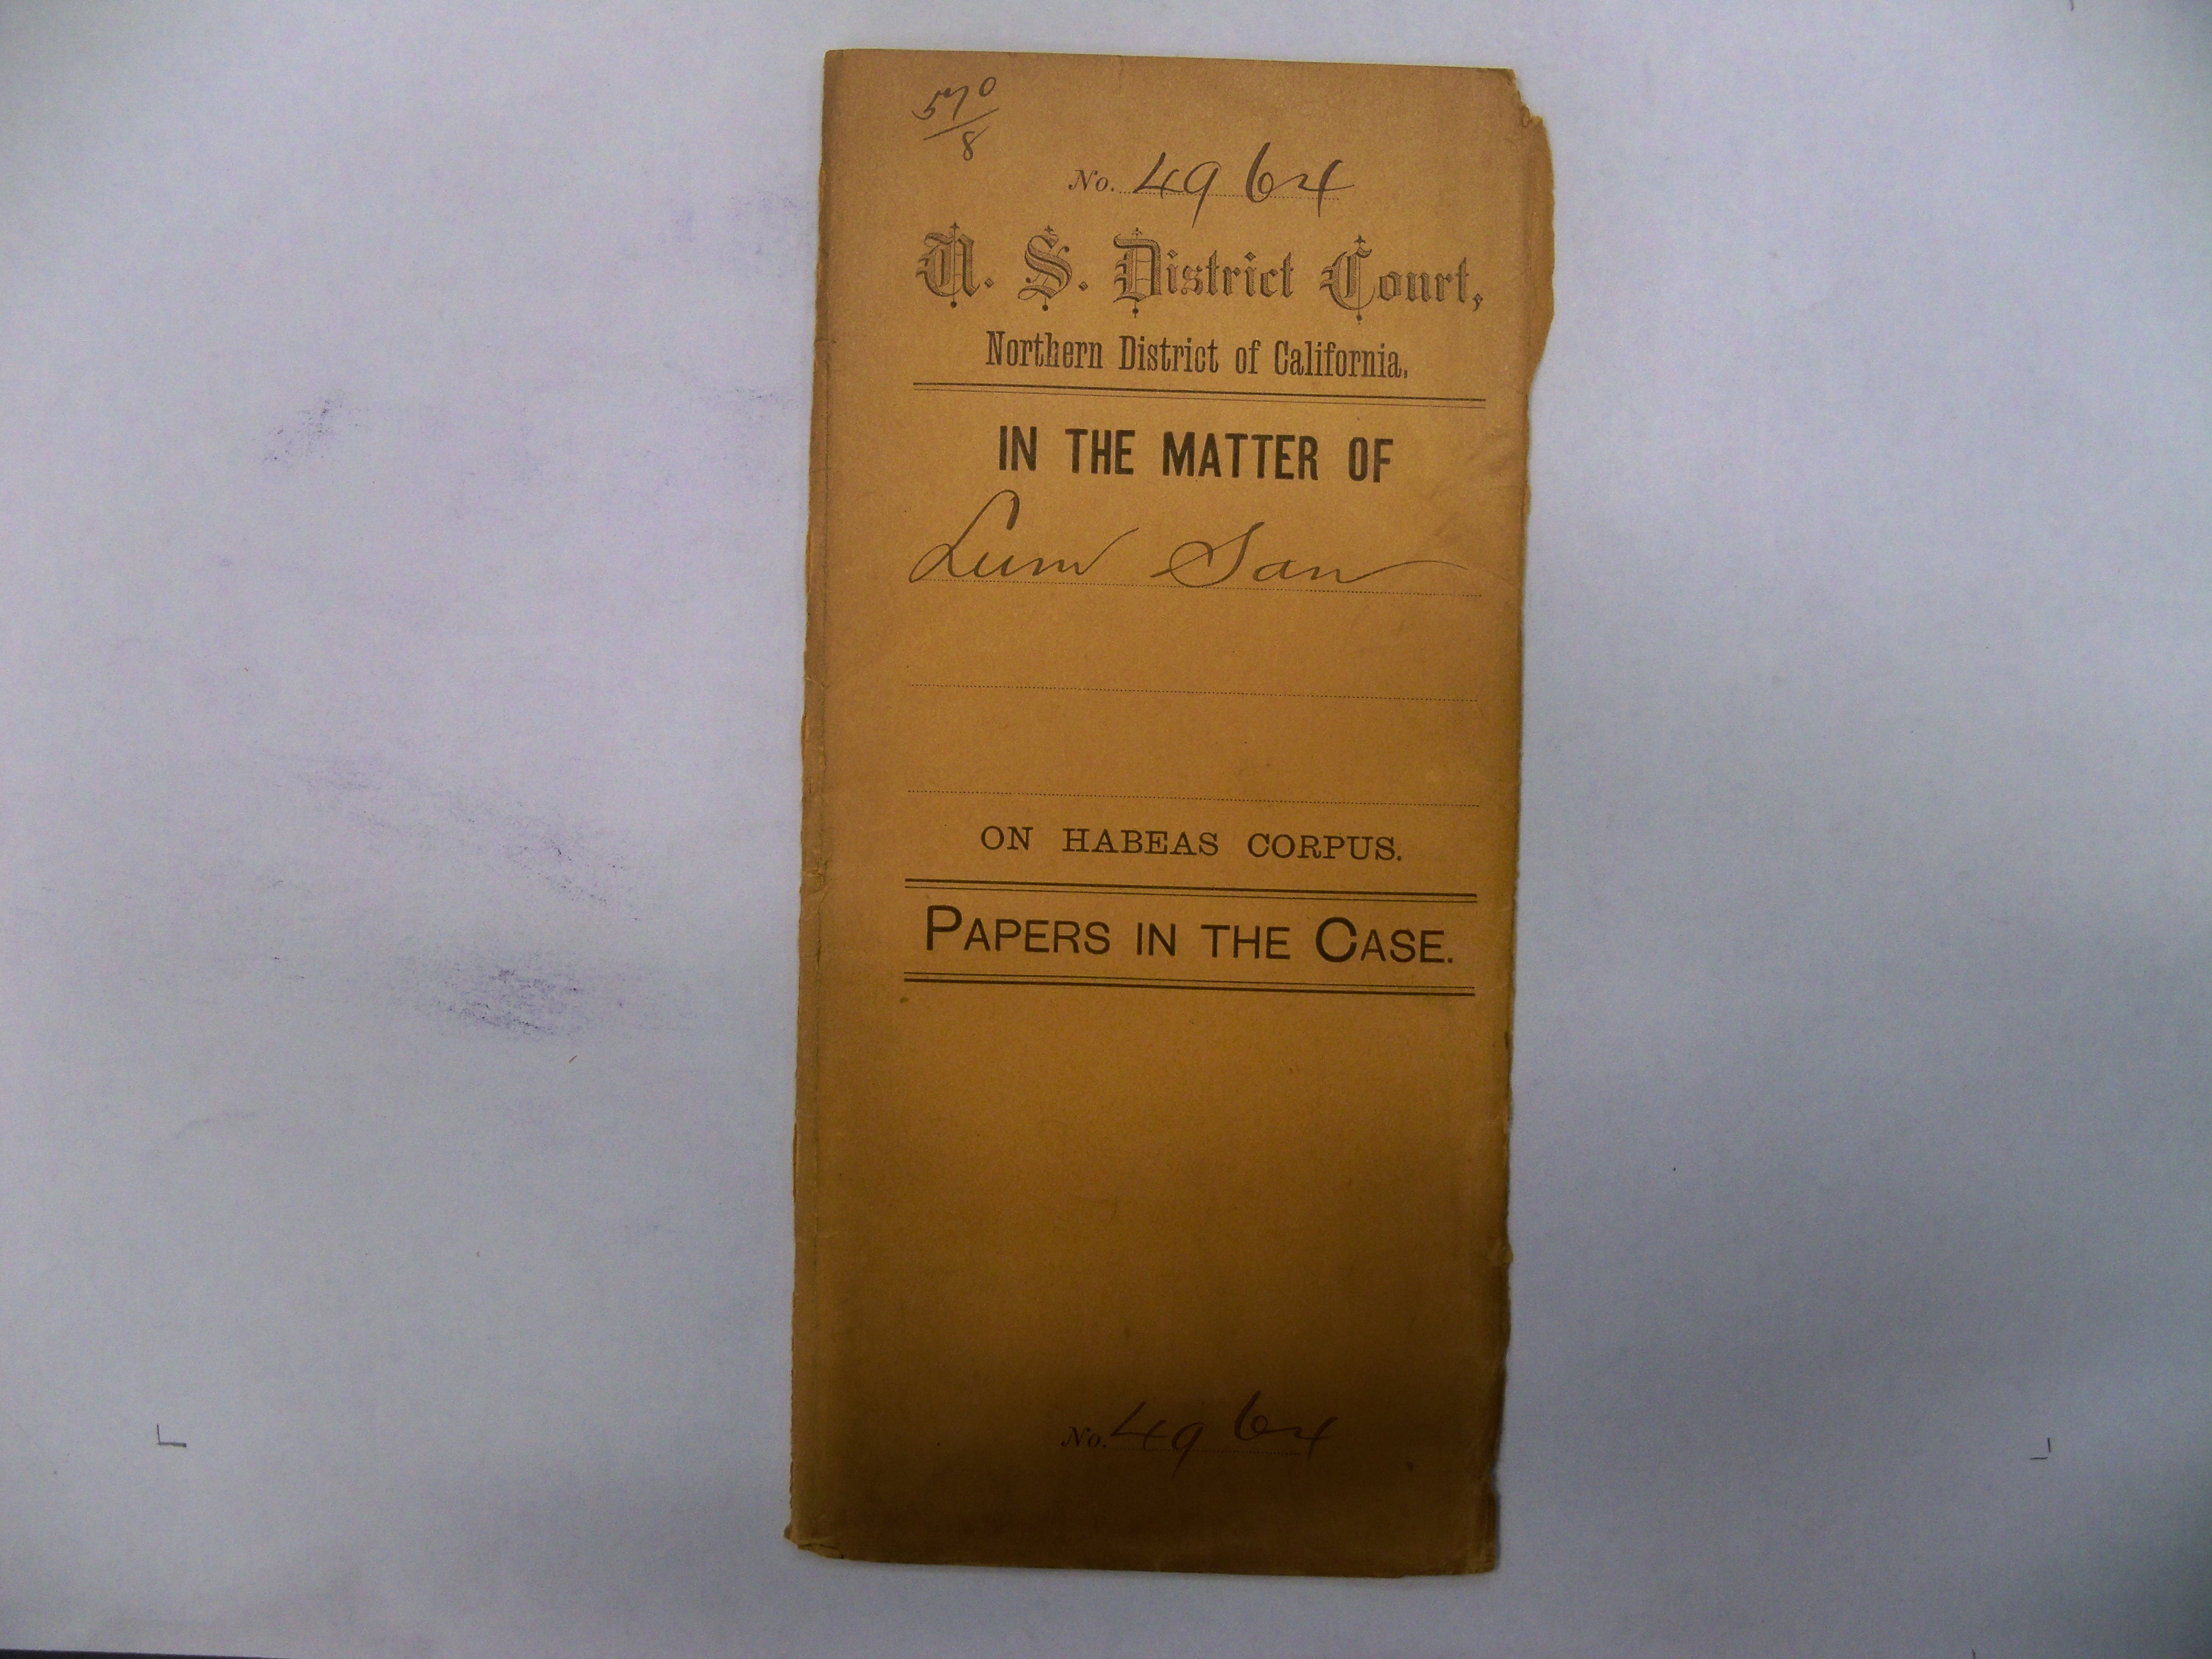 570
8
No. 4964
U. S. District Court,
Northern District of California.
IN THE MATTER OF
Lum San
ON HABEAS CORPUS.
PAPERS IN THE CASE.
No. 4964